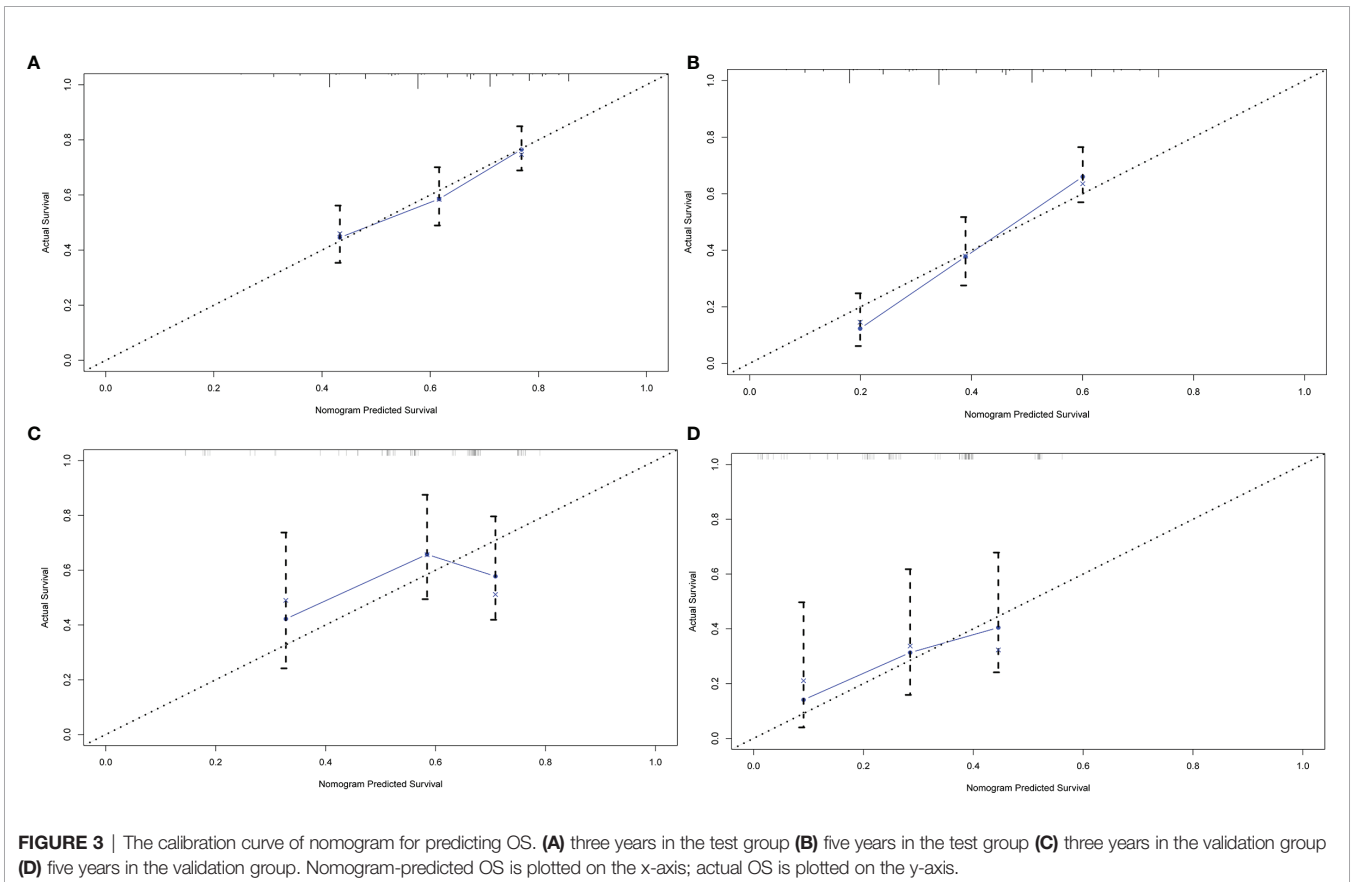 A
1.0
0.8
0.6
0.4
0.2
0.0
Actual Survival
0.0 0.2 0.4 0.6 0.8 1.0
Nomogram Predicted Survival
B
1.0
0.8
0.6
0.4
0.2
0.0
Actual Survival
0.0 0.2 0.4 0.6 0.8 1.0
Nomogram Predicted Survival
C
1.0
0.8
0.6
0.4
0.2
0.0
Actual Survival
0.0 0.2 0.4 0.6 0.8 1.0
Nomogram Predicted Survival
D
1.0
0.8
0.6
0.4
0.2
0.0
Actual Survival
0.0 0.2 0.4 0.6 0.8 1.0
Nomogram Predicted Survival
FIGURE 3 | The calibration curve of nomogram for predicting OS. (A) three years in the test group (B) five years in the test group (C) three years in the validation group
(D) five years in the validation group. Nomogram-predicted OS is plotted on the x-axis; actual OS is plotted on the y-axis.